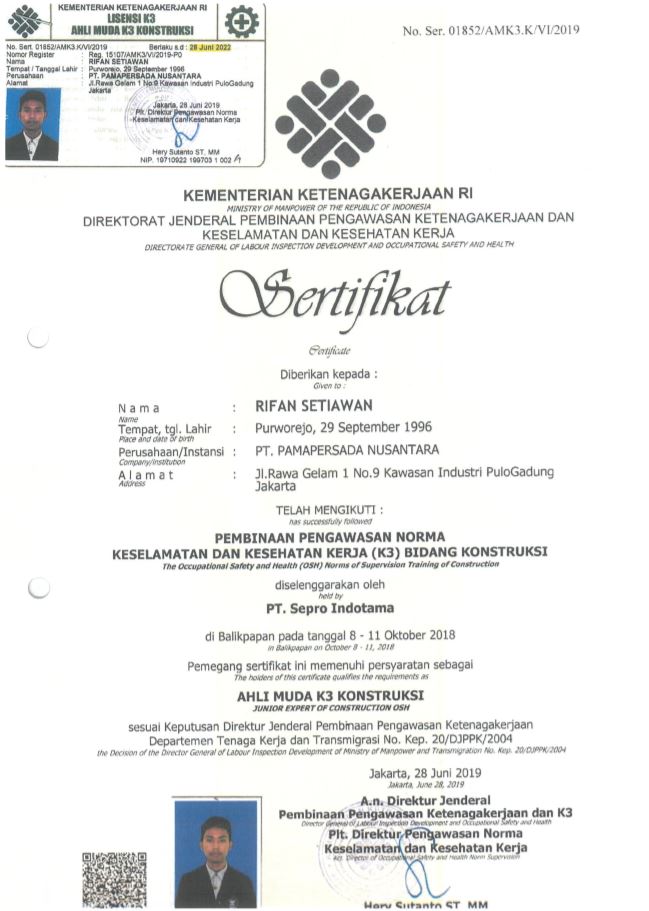 KEMENTERIAN KETENAGAKERJAAN RI
LISENSI K3
AHLI MUDA K3 KONSTRUKSI
No. Sert. 01852/AMK3.K/VI/2019 Berlaku s.d : 28 Juni 2022
Nomor Register : Reg. 15107/AMK3/VI/2019-P0
Nama : RIFAN SETIAWAN
Tempat / Tanggal Lahir : Purworejo, 29 September 1996
Perusahaan : PT. PAMAPERSADA NUSANTARA
Alamat : Jl.Rawa Gelam 1 No.9 Kawasan Industri PuloGadung
Jakarta
Jakarta, 28 Juni 2019
Plt. Direktur Pengawasan Norma
Keselamatan dan Kesehatan Kerja
Hery Sutanto ST. MM
NIP. 19710922 199703 1 002
No. Ser. 01852/AMK3.K/VI/2019
KEMENTERIAN KETENAGAKERJAAN RI
MINISTRY OF MANPOWER OF THE REPUBLIC OF INDONESIA
DIREKTORAT JENDERAL PEMBINAAN PENGAWASAN KETENAGAKERJAAN DAN
KESELAMATAN DAN KESEHATAN KERJA
DIRECTORATE GENERAL OF LABOUR INSPECTION DEVELOPMENT AND OCCUPATIONAL SAFETY AND HEALTH
Sertifikat
Certificate
Diberikan kepada :
Given to :
Nama : RIFAN SETIAWAN
Name
Tempat, tgl. Lahir : Purworejo, 29 September 1996
Place and date of birth
Perusahaan/Instansi : PT. PAMAPERSADA NUSANTARA
Company/institution
Alamat : Jl.Rawa Gelam 1 No.9 Kawasan Industri PuloGadung
Address
Jakarta
TELAH MENGIKUTI :
has successfully followed
PEMBINAAN PENGAWASAN NORMA
KESELAMATAN DAN KESEHATAN KERJA (K3) BIDANG KONSTRUKSI
The Occupational Safety and Health (OSH) Norms of Supervision Training of Construction
diselenggarakan oleh
held by
PT. Sepro Indotama
di Balikpapan pada tanggal 8 - 11 Oktober 2018
in Balikpapan on October 8 - 11, 2018
Pemegang sertifikat ini memenuhi persyaratan sebagai
The holders of this certificate qualifies the requirements as
AHLI MUDA K3 KONSTRUKSI
JUNIOR EXPERT OF CONSTRUCTION OSH
sesuai Keputusan Direktur Jenderal Pembinaan Pengawasan Ketenagakerjaan
Departemen Tenaga Kerja dan Transmigrasi No. Kep. 20/DJPPK/2004
the Decision of the Director General of Labour Inspection Development of Ministry of Manpower and Transmigration No. Kep. 20/DJPPK/2004
Jakarta, 28 Juni 2019
Jakarta, June 28, 2019
A.n. Direktur Jenderal
Pembinaan Pengawasan Ketenagakerjaan dan K3
Director General of Labour Inspection Development and Occupational Safety and Health
Plt. Direktur Pengawasan Norma
Keselamatan dan Kesehatan Kerja
Act. Director of Occupational Safety and Health Norm Supervision
Hery Sutanto ST. MM